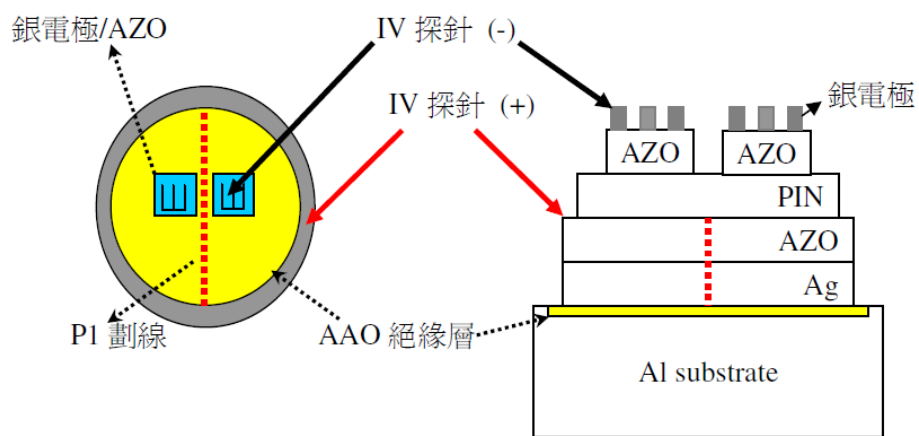 銀電極/AZO
IV 探針 (-)
IV 探針 (+)
銀電極
AZO
AZO
PIN
AZO
Ag
P1 劃線
AAO 絕緣層
Al substrate